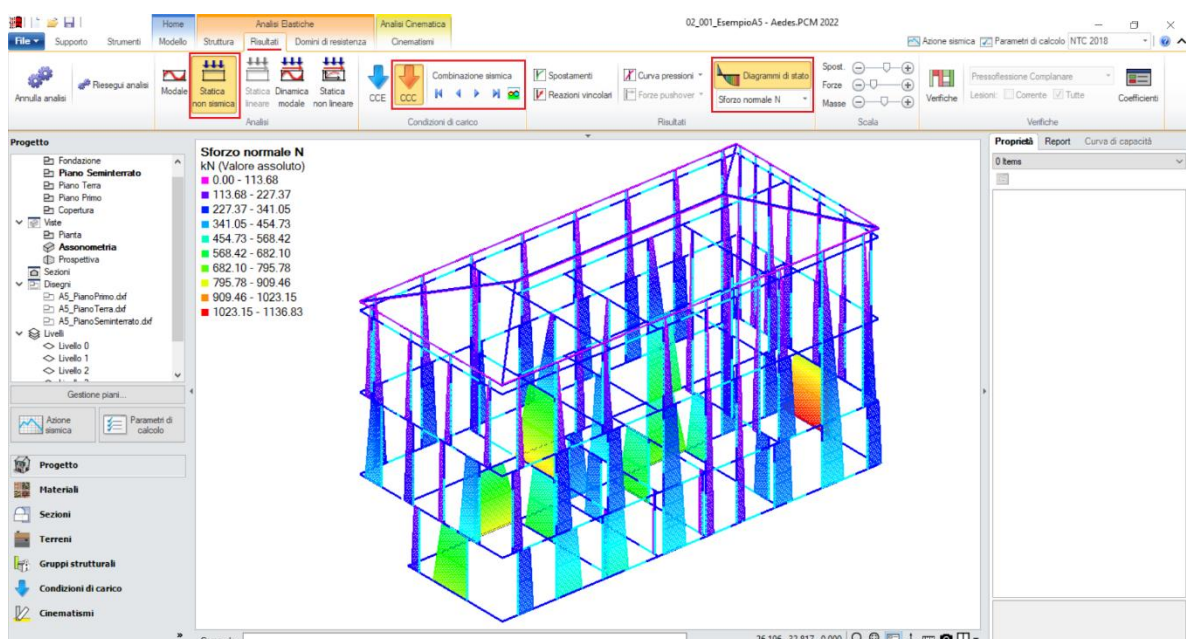 Home
Analisi Elastiche
Analisi Cinematica
02_001_EsempioA5 - Aedes.PCM 2022
File
Supporto
Strumenti
Modello
Struttura
Risultati
Domini di resistenza
Cinematismi
Azione sismica
Parametri di calcolo
NTC 2018
Annulla analisi
Riesegui analisi
Modale
Statica non sismica
Statica lineare
Dinamica modale
Statica non lineare
Analisi
CCE
CCC
Combinazione sismica
Condizioni di carico
Spostamenti
Reazioni vincolari
Curva pressioni
Forze pushover
Diagrammi di stato
Sforzo normale N
Risultati
Spost.
Forze
Masse
Scala
Verifiche
Pressoflessione Complanare
Lesioni:
Corrente
Tutte
Coefficienti
Verifiche
Progetto
Fondazione
Piano Seminterrato
Piano Terra
Piano Primo
Copertura
Viste
Pianta
Assonometria
Prospettiva
Sezioni
Disegni
A5_PianoPrimo.dxf
A5_PianoTerra.dxf
A5_PianoSeminterrato.dxf
Livelli
Livello 0
Livello 1
Livello 2
Gestione piani...
Azione sismica
Parametri di calcolo
Progetto
Materiali
Sezioni
Terreni
Gruppi strutturali
Condizioni di carico
Cinematismi
»
Sforzo normale N
kN (Valore assoluto)
0.00 - 113.68
113.68 - 227.37
227.37 - 341.05
341.05 - 454.73
454.73 - 568.42
568.42 - 682.10
682.10 - 795.78
795.78 - 909.46
909.46 - 1023.15
1023.15 - 1136.83
Proprietà
Report
Curva di capacità
0 Items